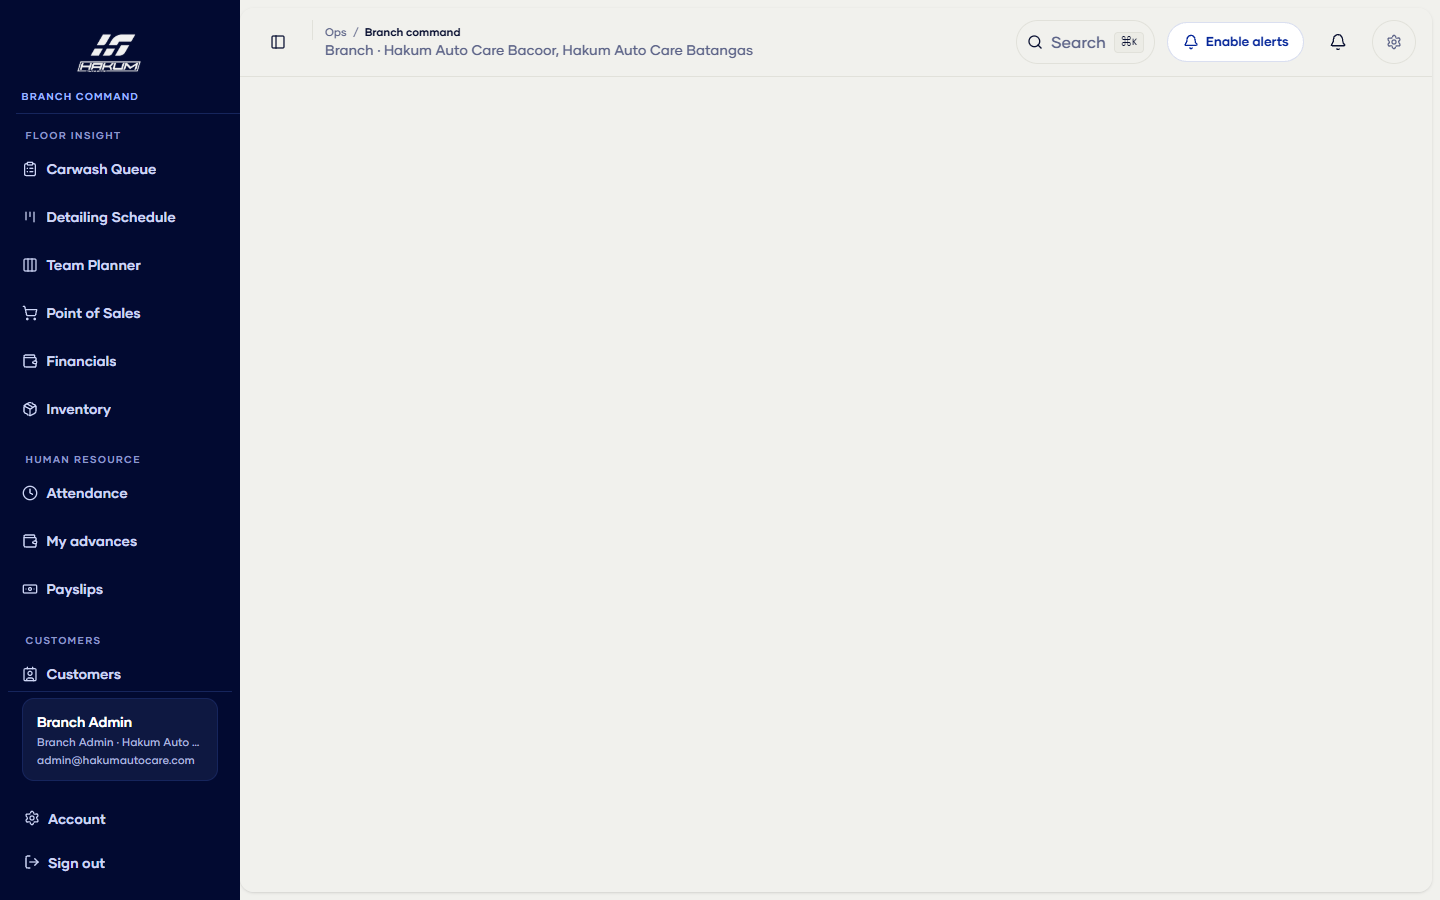 HAKUM
BRANCH COMMAND
FLOOR INSIGHT
Carwash Queue
Detailing Schedule
Team Planner
Point of Sales
Financials
Inventory
HUMAN RESOURCE
Attendance
My advances
Payslips
CUSTOMERS
Customers
Branch Admin
Branch Admin · Hakum Auto ...
admin@hakumautocare.com
Account
Sign out
Ops / Branch command
Branch · Hakum Auto Care Bacoor, Hakum Auto Care Batangas
Search ⌘K
Enable alerts